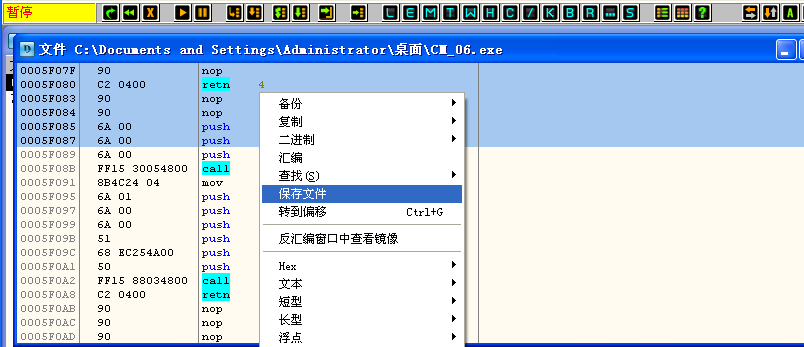 暂停
L E M T W H C / K B R ... S
文件 C:\Documents and Settings\Administrator\桌面\CM_06.exe
0005F07F 90 nop
0005F080 C2 0400 retn 4
0005F083 90 nop
0005F084 90 nop
0005F085 6A 00 push
0005F087 6A 00 push
0005F089 6A 00 push
0005F08B FF15 30054800 call
0005F091 8B4C24 04 mov
0005F095 6A 01 push
0005F097 6A 00 push
0005F099 6A 00 push
0005F09B 51 push
0005F09C 68 EC254A00 push
0005F0A1 50 push
0005F0A2 FF15 88034800 call
0005F0A8 C2 0400 retn
0005F0AB 90 nop
0005F0AC 90 nop
0005F0AD 90 nop
备份
复制
二进制
汇编
查找(S)
保存文件
转到偏移 Ctrl+G
反汇编窗口中查看镜像
Hex
文本
短型
长型
浮点